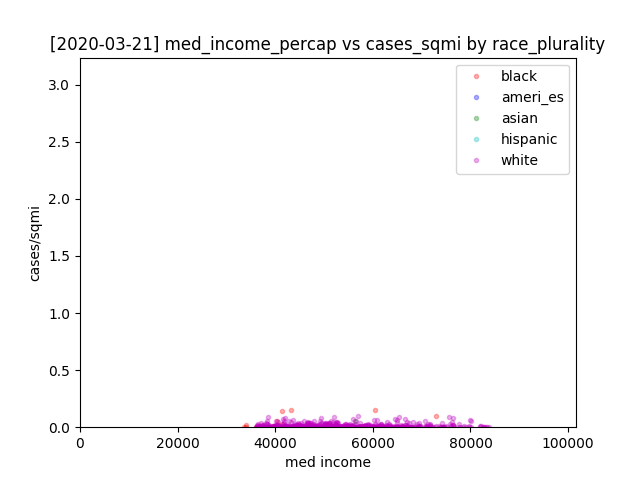 [2020-03-21] med_income_percap vs cases_sqmi by race_plurality
black
ameri_es
asian
hispanic
white
3.0
2.5
2.0
1.5
1.0
0.5
0.0
cases/sqmi
0 20000 40000 60000 80000 100000
med income